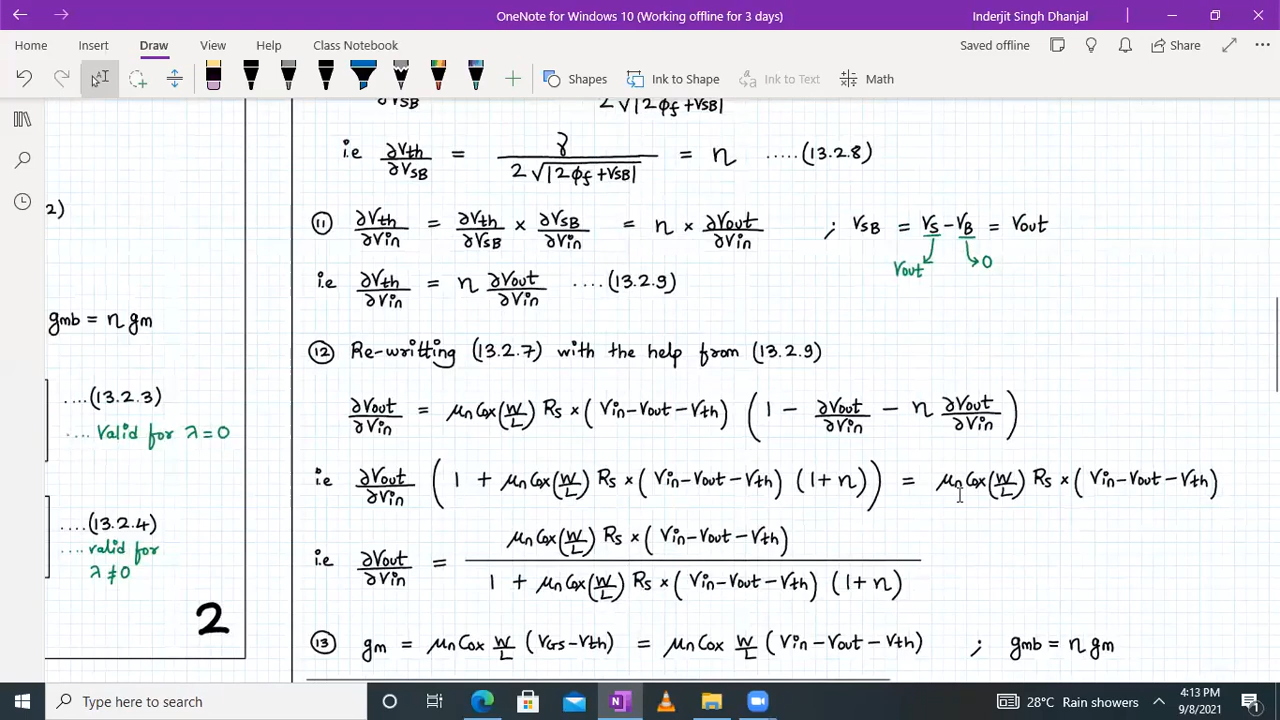 OneNote for Windows 10 (Working offline for 3 days)
Inderjit Singh Dhanjal
Home Insert Draw View Help Class Notebook
Saved offline Share
Shapes Ink to Shape Ink to Text Math
∂VSB 2√|2φf+VSB|
i.e ∂Vth/∂VSB = γ / 2√|2φf+VSB| = η .....(13.2.8)
2)
⑪ ∂Vth/∂Vin = ∂Vth/∂VSB × ∂VSB/∂Vin = η × ∂Vout/∂Vin ; VSB = VS - VB = Vout
Vout 0
i.e ∂Vth/∂Vin = η ∂Vout/∂Vin ....(13.2.9)
gmb = η gm
⑫ Re-writting (13.2.7) with the help from (13.2.9)
....(13.2.3)
.... Valid for λ = 0
∂Vout/∂Vin = μnCox(W/L) Rs × (Vin-Vout-Vth) (1 - ∂Vout/∂Vin - η ∂Vout/∂Vin)
i.e ∂Vout/∂Vin (1 + μnCox(W/L) Rs × (Vin-Vout-Vth) (1+η)) = μnCox(W/L) Rs × (Vin-Vout-Vth)
....(13.2.4)
.... valid for
λ ≠ 0
i.e ∂Vout/∂Vin = μnCox(W/L) Rs × (Vin-Vout-Vth) / 1 + μnCox(W/L) Rs × (Vin-Vout-Vth) (1+η)
2
⑬ gm = μnCox W/L (VGS-Vth) = μnCox W/L (Vin-Vout-Vth) ; gmb = η gm
Type here to search
28°C Rain showers
4:13 PM
9/8/2021